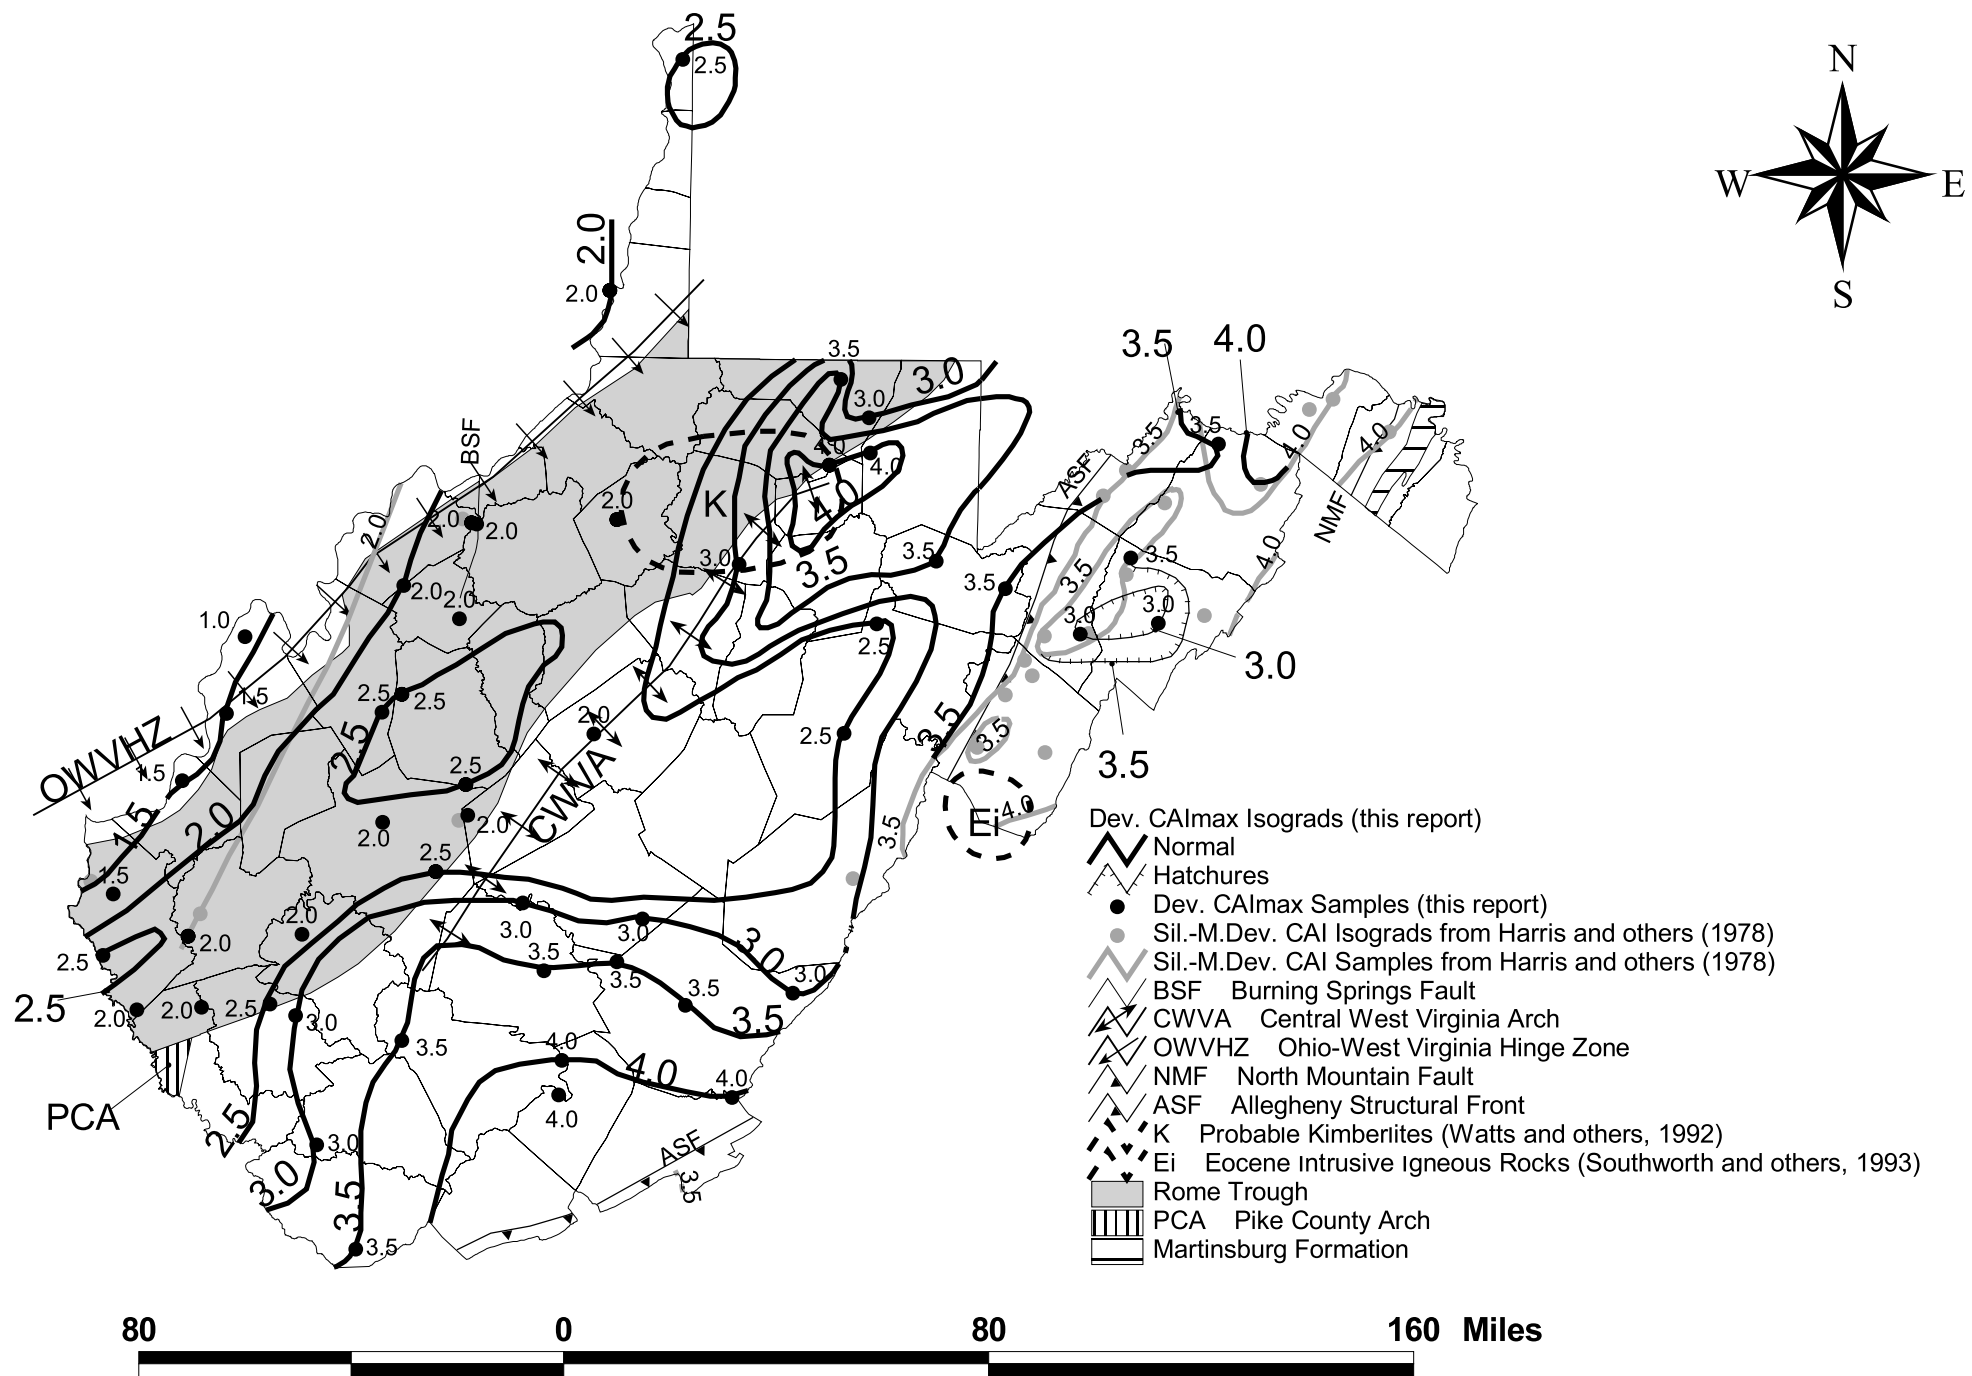 2.5
2.5
N
W
E
S
2.0
2.0
3.5
3.0
3.0
3.5
4.0
3.5
3.5
4.0
4.0
ASF
NMF
4.0
BSF
2.0
2.0
2.0
2.0
K
4.0
4.0
4.0
3.0
3.5
3.5
3.5
3.5
3.5
4.0
3.0
3.0
3.0
3.5
2.0
2.0
1.0
1.5
2.5
2.5
2.5
2.0
2.5
2.5
3.5
3.5
OWVHZ
1.5
2.5
CWVA
1.5
2.0
2.0
2.0
Ei
4.0
3.5
2.5
1.5
2.0
2.0
3.0
3.0
3.0
3.0
2.5
2.5
3.5
3.5
3.5
3.5
2.0
2.0
2.5
3.0
3.5
4.0
4.0
4.0
4.0
PCA
2.5
3.0
3.0
3.5
3.5
ASF
3.5
Dev. CAImax Isograds (this report)
Normal
Hatchures
Dev. CAImax Samples (this report)
Sil.-M.Dev. CAI Isograds from Harris and others (1978)
Sil.-M.Dev. CAI Samples from Harris and others (1978)
BSF Burning Springs Fault
CWVA Central West Virginia Arch
OWVHZ Ohio-West Virginia Hinge Zone
NMF North Mountain Fault
ASF Allegheny Structural Front
K Probable Kimberlites (Watts and others, 1992)
Ei Eocene Intrusive Igneous Rocks (Southworth and others, 1993)
Rome Trough
PCA Pike County Arch
Martinsburg Formation
80 0 80 160 Miles